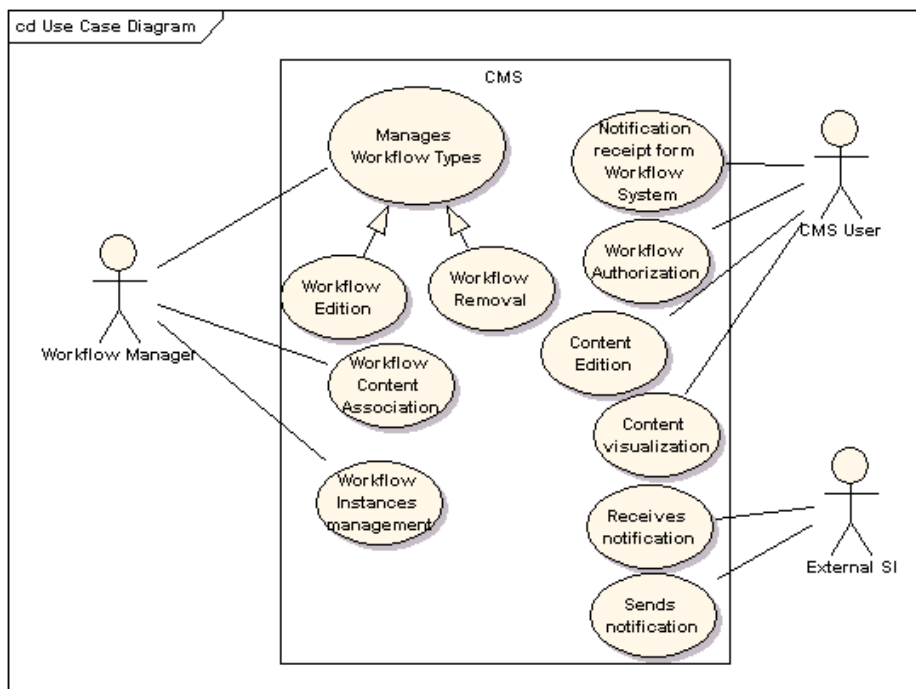 cd Use Case Diagram
CMS
Manages
Workflow Types
Workflow
Edition
Workflow
Removal
Workflow
Content
Association
Workflow
Instances
management
Workflow Manager
Notification
receipt form
Workflow
System
Workflow
Authorization
Content
Edition
Content
visualization
Receives
notification
Sends
notification
CMS User
External SI